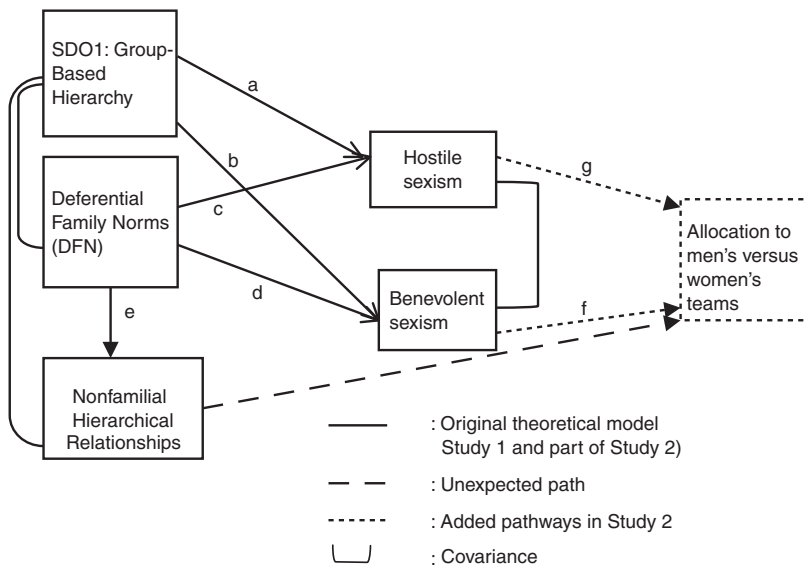 SDO1: Group-
Based
Hierarchy
a
b
Hostile
sexism
g
Deferential
Family Norms
(DFN)
c
d
Allocation to
men's versus
women's
teams
Benevolent
sexism
f
e
Nonfamilial
Hierarchical
Relationships
: Original theoretical model
Study 1 and part of Study 2)
: Unexpected path
: Added pathways in Study 2
: Covariance